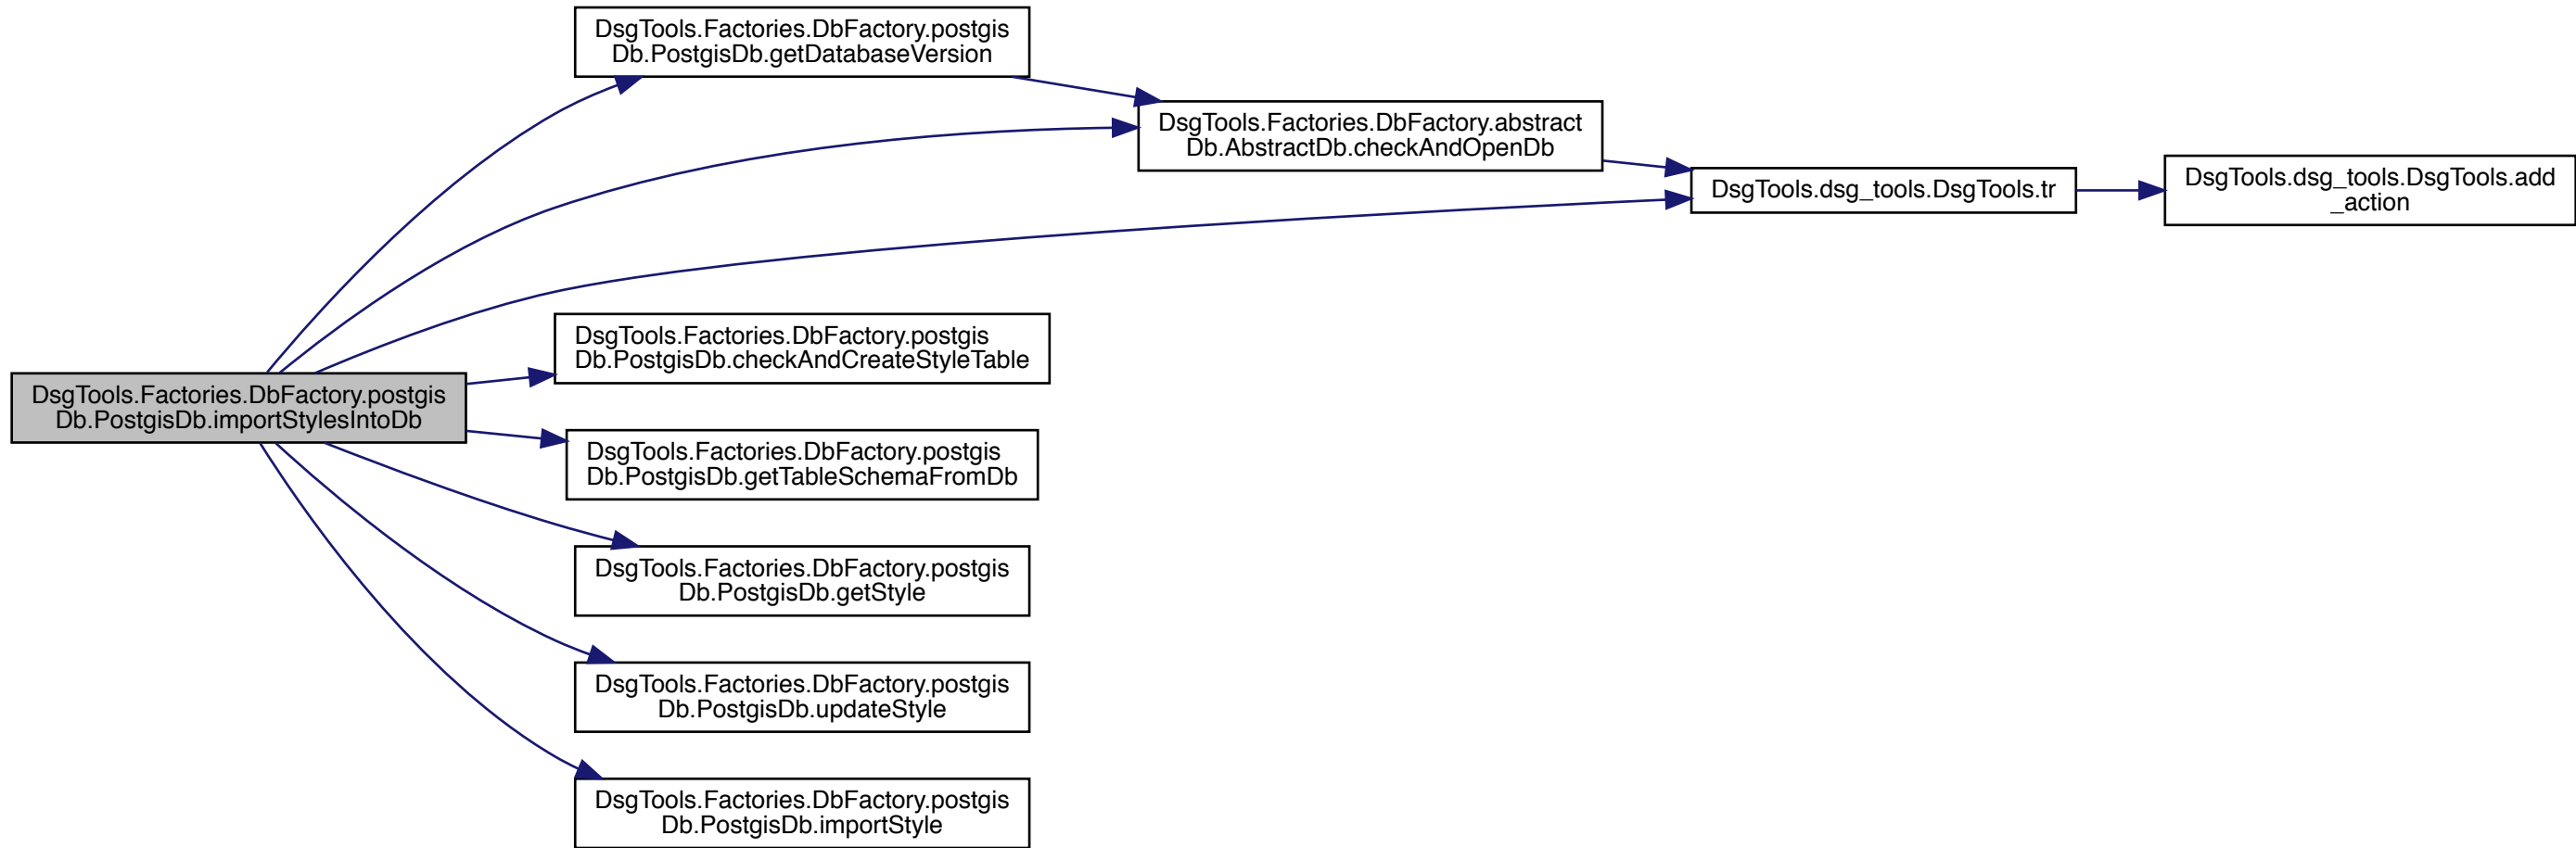 DsgTools.Factories.DbFactory.postgis
Db.PostgisDb.getDatabaseVersion
DsgTools.Factories.DbFactory.abstract
Db.AbstractDb.checkAndOpenDb
DsgTools.dsg_tools.DsgTools.tr
DsgTools.dsg_tools.DsgTools.add
_action
DsgTools.Factories.DbFactory.postgis
Db.PostgisDb.checkAndCreateStyleTable
DsgTools.Factories.DbFactory.postgis
Db.PostgisDb.importStylesIntoDb
DsgTools.Factories.DbFactory.postgis
Db.PostgisDb.getTableSchemaFromDb
DsgTools.Factories.DbFactory.postgis
Db.PostgisDb.getStyle
DsgTools.Factories.DbFactory.postgis
Db.PostgisDb.updateStyle
DsgTools.Factories.DbFactory.postgis
Db.PostgisDb.importStyle